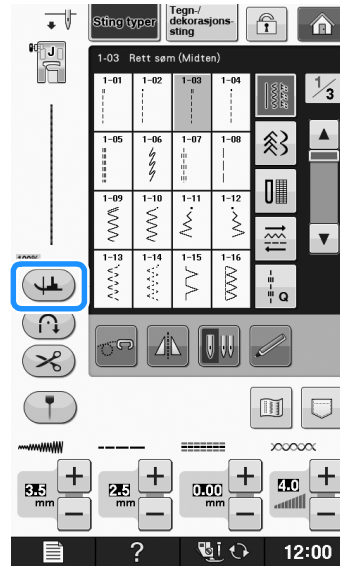 Sting typer
Tegn-/
dekorasjons-
sting
J
1-03 Rett søm (Midten)
1-01 1-02 1-03 1-04
1/3
1-05 1-06 1-07 1-08
1-09 1-10 1-11 1-12
1-13 1-14 1-15 1-16
Q
3.5 mm
2.5 mm
0.00 mm
4.0
?
12:00